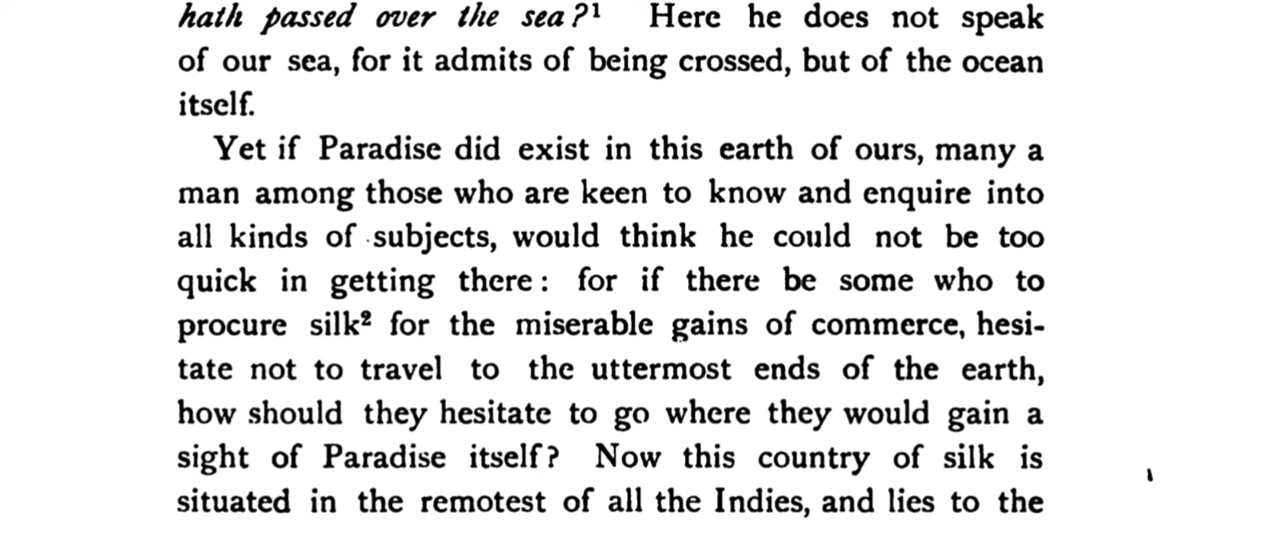 hath passed over the sea?¹ Here he does not speak
of our sea, for it admits of being crossed, but of the ocean
itself.
Yet if Paradise did exist in this earth of ours, many a
man among those who are keen to know and enquire into
all kinds of subjects, would think he could not be too
quick in getting there: for if there be some who to
procure silk² for the miserable gains of commerce, hesi-
tate not to travel to the uttermost ends of the earth,
how should they hesitate to go where they would gain a
sight of Paradise itself? Now this country of silk is
situated in the remotest of all the Indies, and lies to the